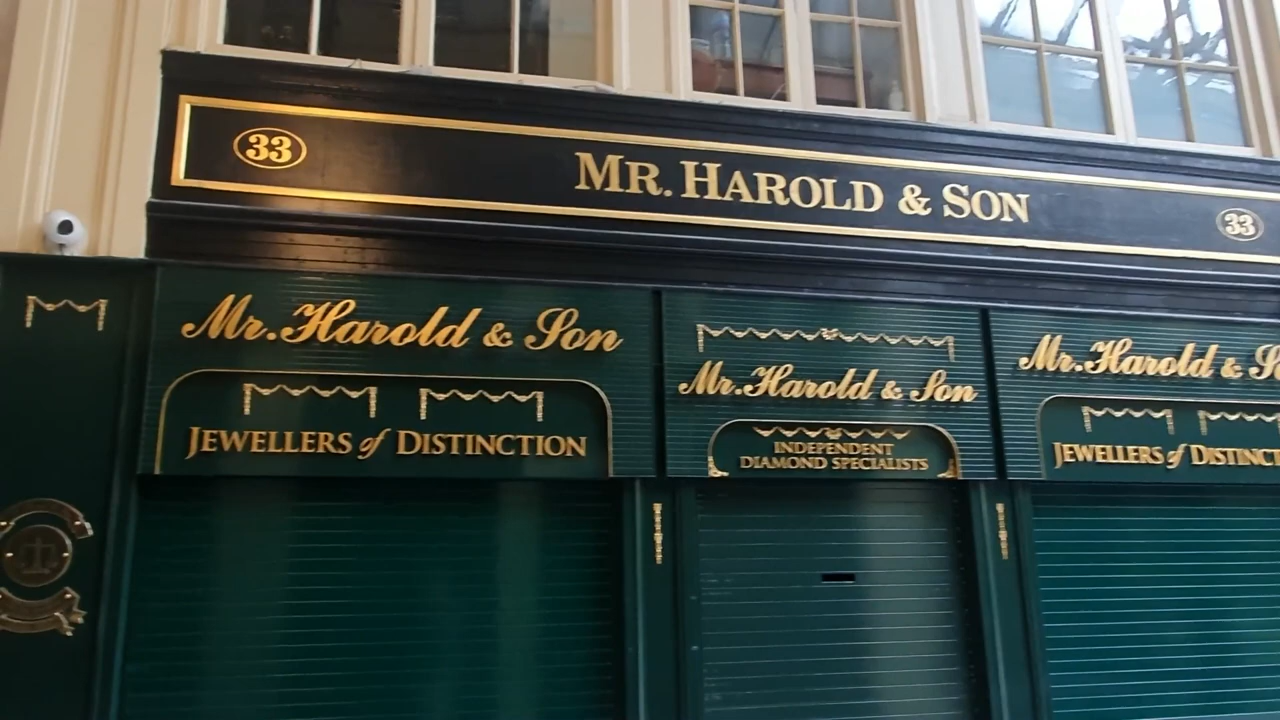 33 MR. HAROLD & SON 33
Mr. Harold & Son
JEWELLERS of DISTINCTION
Mr. Harold & Son
INDEPENDENT
DIAMOND SPECIALISTS
Mr. Harold &
JEWELLERS of